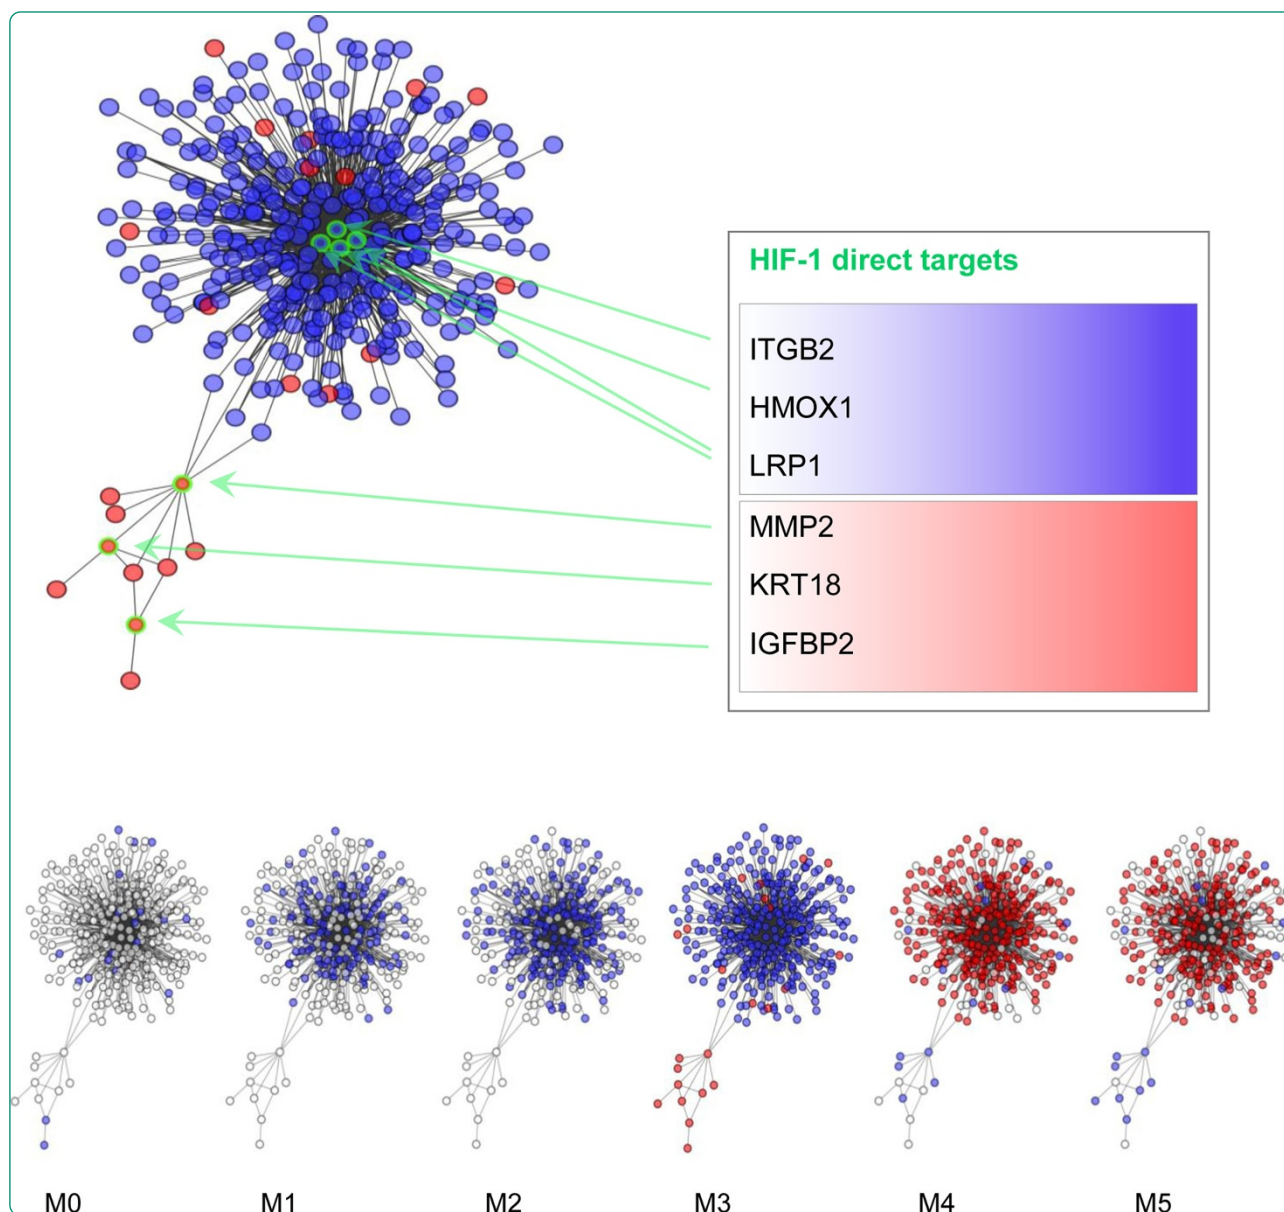 HIF-1 direct targets
ITGB2
HMOX1
LRP1
MMP2
KRT18
IGFBP2
M0 M1 M2 M3 M4 M5